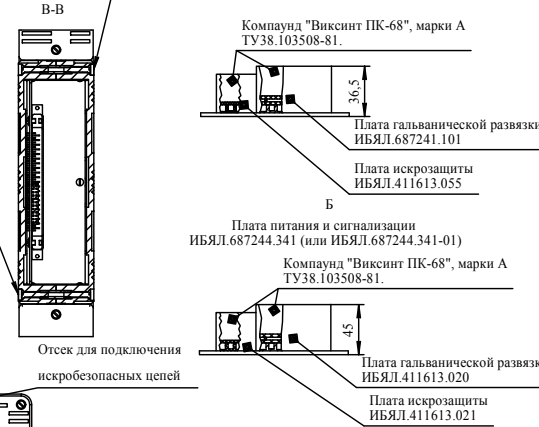 В-В
Компаунд "Виксинт ПК-68", марки А
ТУ38.103508-81.
36,5
Плата гальванической развязки
ИБЯЛ.687241.101
Плата искрозащиты
ИБЯЛ.411613.055
Б
Плата питания и сигнализации
ИБЯЛ.687244.341 (или ИБЯЛ.687244.341-01)
Компаунд "Виксинт ПК-68", марки А
ТУ38.103508-81.
45
Отсек для подключения
искробезопасных цепей
Плата гальванической развязк
ИБЯЛ.411613.020
Плата искрозащиты
ИБЯЛ.411613.021